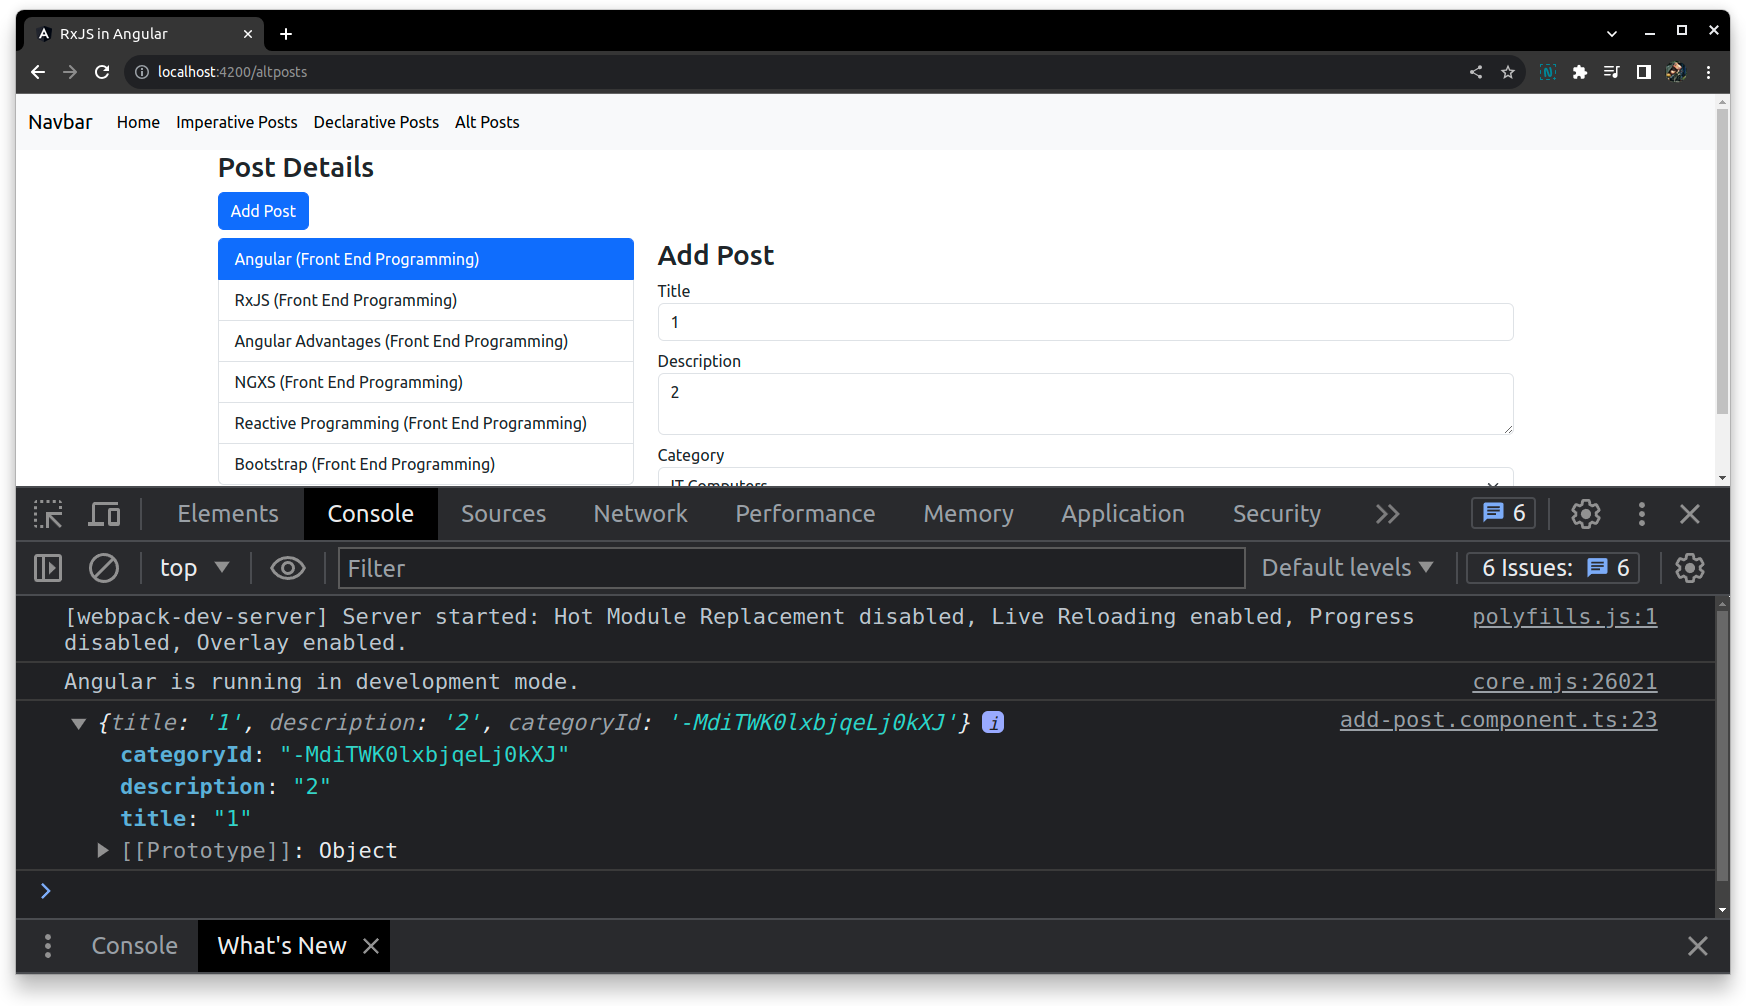 RxJS in Angular
localhost:4200/altposts
Navbar Home Imperative Posts Declarative Posts Alt Posts
Post Details
Add Post
Angular (Front End Programming)
RxJS (Front End Programming)
Angular Advantages (Front End Programming)
NGXS (Front End Programming)
Reactive Programming (Front End Programming)
Bootstrap (Front End Programming)
Add Post
Title
1
Description
2
Category
IT Computers
Elements Console Sources Network Performance Memory Application Security 6
top Filter Default levels 6 Issues: 6
[webpack-dev-server] Server started: Hot Module Replacement disabled, Live Reloading enabled, Progress polyfills.js:1
disabled, Overlay enabled.
Angular is running in development mode. core.mjs:26021
{title: '1', description: '2', categoryId: '-MdiTWK0lxbjqeLj0kXJ'} i add-post.component.ts:23
categoryId: "-MdiTWK0lxbjqeLj0kXJ"
description: "2"
title: "1"
[[Prototype]]: Object
Console What's New